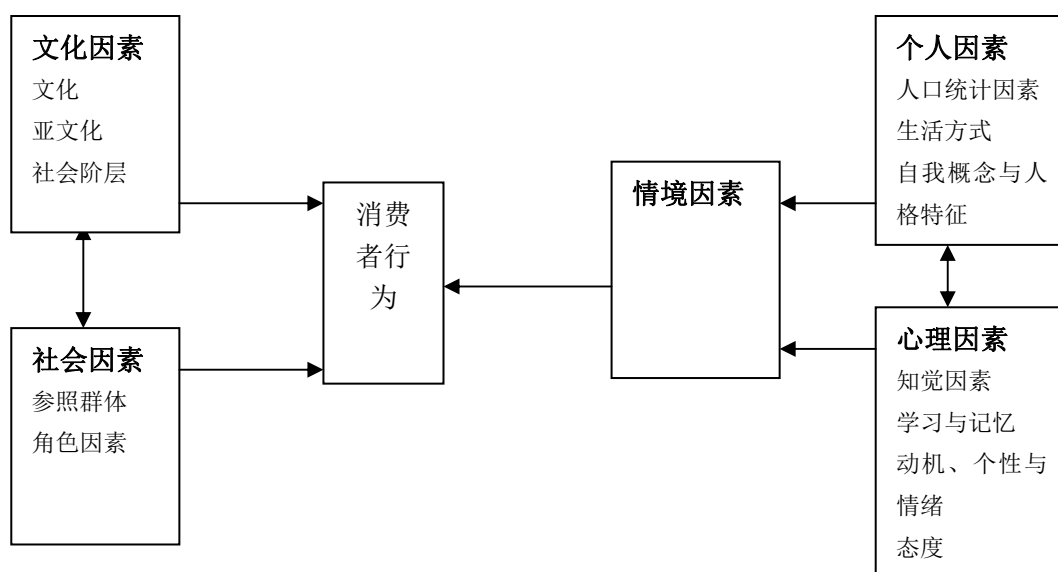 文化因素
文化
亚文化
社会阶层
社会因素
参照群体
角色因素
消费
者行
为
情境因素
个人因素
人口统计因素
生活方式
自我概念与人
格特征
心理因素
知觉因素
学习与记忆
动机、个性与
情绪
态度